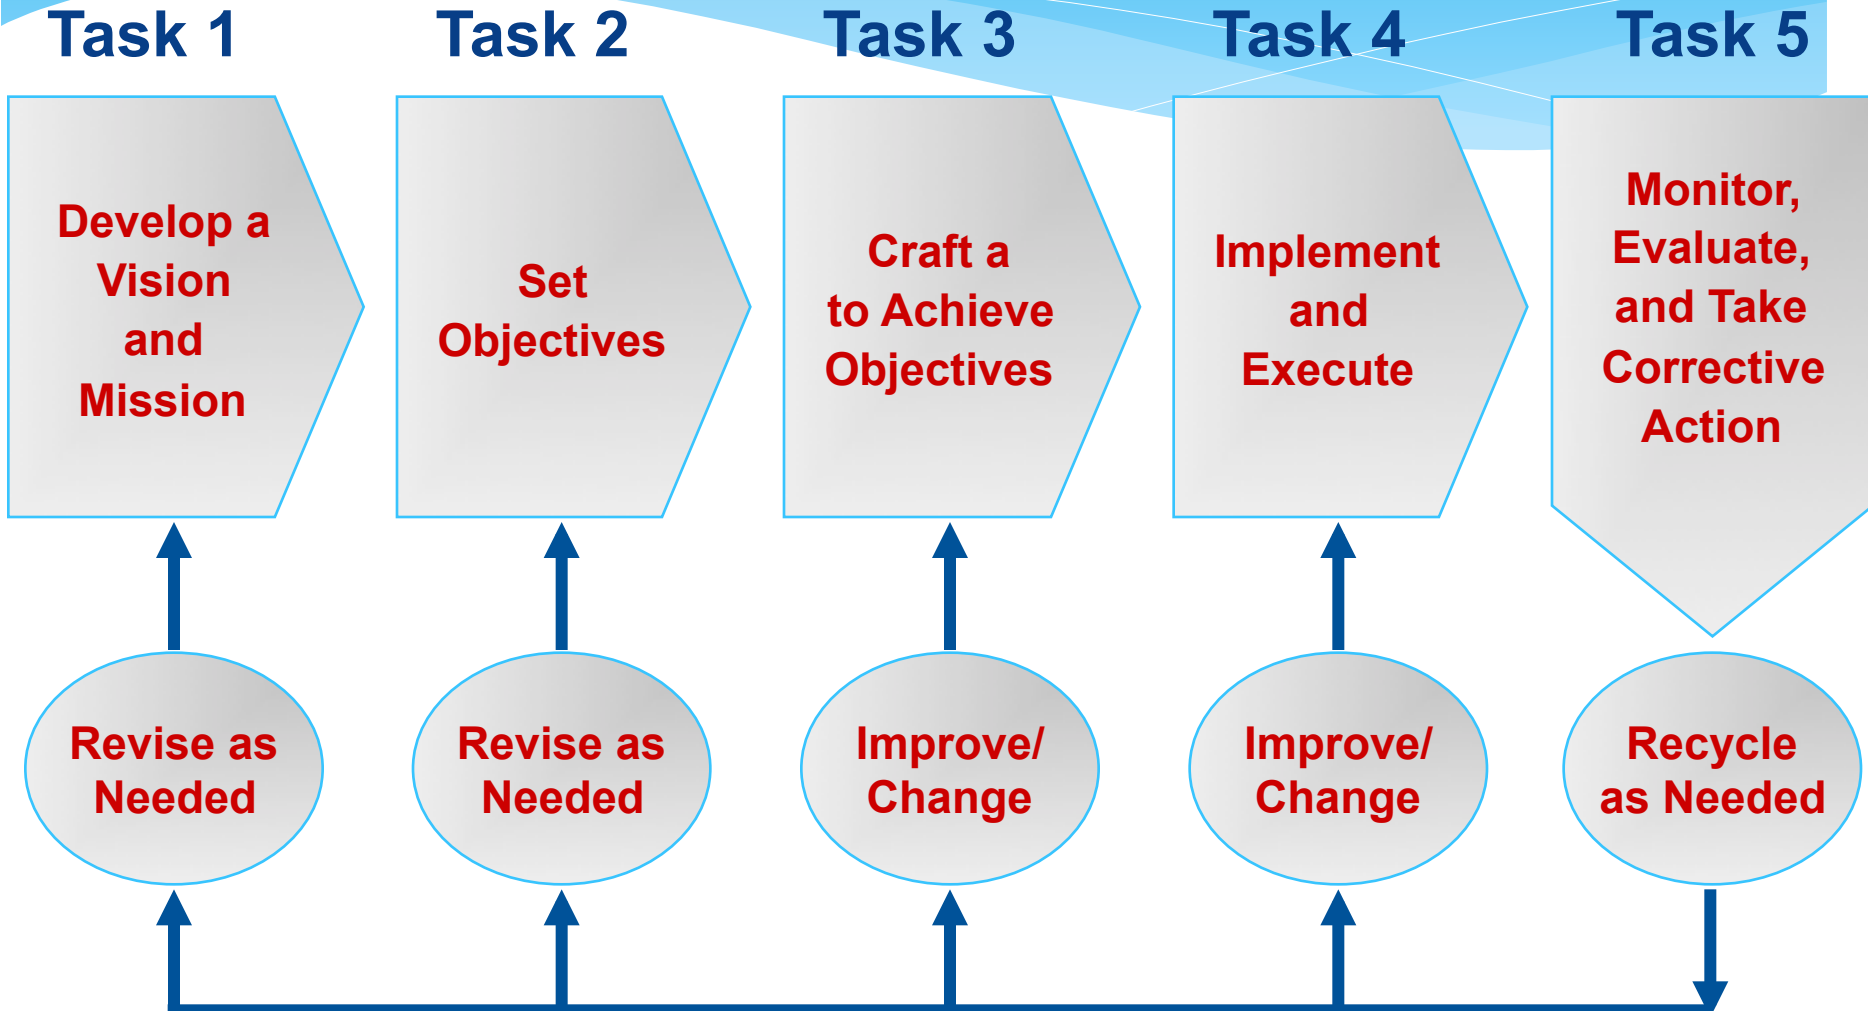 Task 1
Task 2
Task 3
Task 4
Task 5
Develop a
Vision
and
Mission
Set
Objectives
Craft a
to Achieve
Objectives
Implement
and
Execute
Monitor,
Evaluate,
and Take
Corrective
Action
Revise as
Needed
Revise as
Needed
Improve/
Change
Improve/
Change
Recycle
as Needed